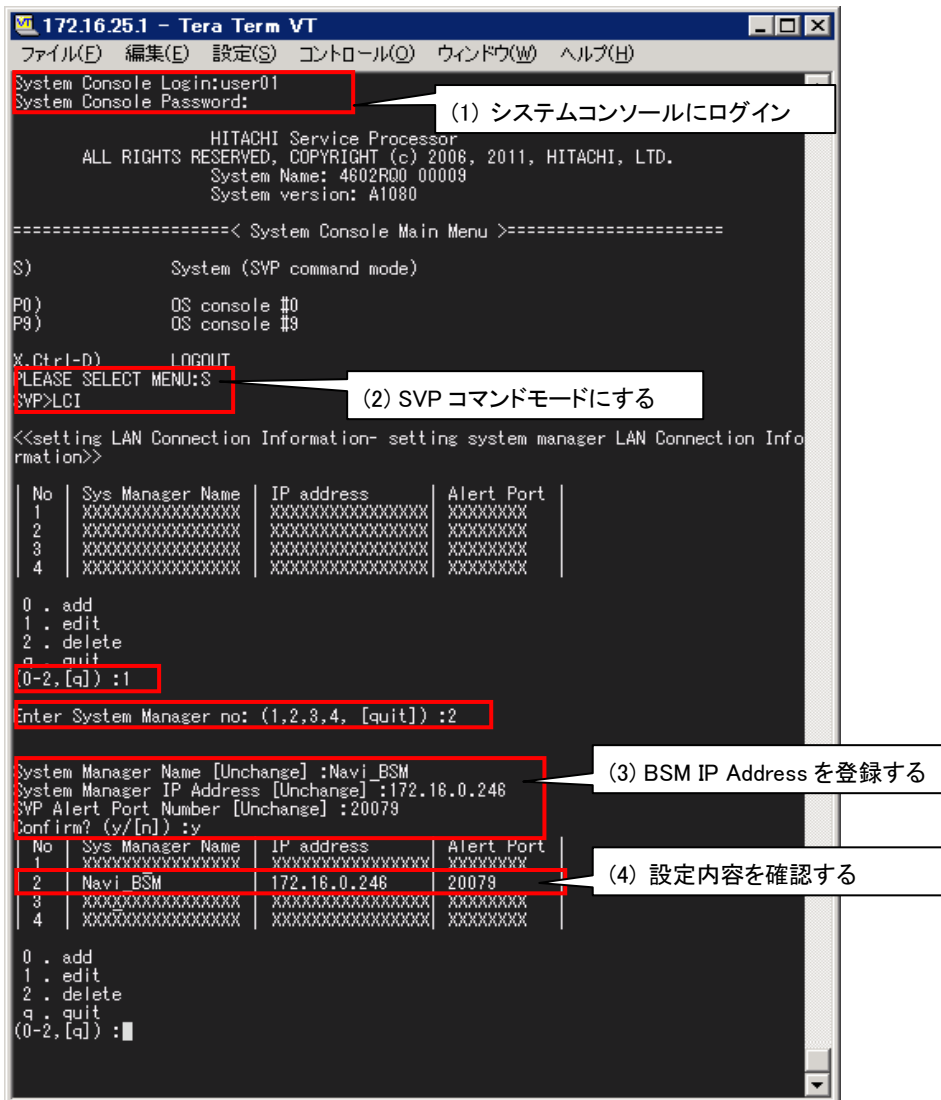 172.16.25.1 - Tera Term VT
ファイル(F) 編集(E) 設定(S) コントロール(O) ウィンドウ(W) ヘルプ(H)
System Console Login:user01
System Console Password:
(1) システムコンソールにログイン
HITACHI Service Processor
ALL RIGHTS RESERVED, COPYRIGHT (c) 2006, 2011, HITACHI, LTD.
System Name: 4602RQ0 00009
System version: A1080
======================< System Console Main Menu >======================
S) System (SVP command mode)
P0) OS console #0
P9) OS console #9
X.Ctrl-D) LOGOUT
PLEASE SELECT MENU:S
SVP>LCI
(2) SVP コマンドモードにする
<<setting LAN Connection Information- setting system manager LAN Connection Info
rmation>>
| No | Sys Manager Name | IP address | Alert Port |
| 1 | XXXXXXXXXXXXXXXX | XXXXXXXXXXXXXXXX| XXXXXXXX |
| 2 | XXXXXXXXXXXXXXXX | XXXXXXXXXXXXXXXX| XXXXXXXX |
| 3 | XXXXXXXXXXXXXXXX | XXXXXXXXXXXXXXXX| XXXXXXXX |
| 4 | XXXXXXXXXXXXXXXX | XXXXXXXXXXXXXXXX| XXXXXXXX |
0 . add
1 . edit
2 . delete
q . quit
(0-2,[q]) :1
Enter System Manager no: (1,2,3,4, [quit]) :2
System Manager Name [Unchange] :Navi_BSM
System Manager IP Address [Unchange] :172.16.0.246
SVP Alert Port Number [Unchange] :20079
Confirm? (y/[n]) :y
(3) BSM IP Address を登録する
| No | Sys Manager Name | IP address | Alert Port |
| 1 | XXXXXXXXXXXXXXXX | XXXXXXXXXXXXXXXX| XXXXXXXX |
| 2 | Navi_BSM | 172.16.0.246 | 20079
(4) 設定内容を確認する
| 3 | XXXXXXXXXXXXXXXX | XXXXXXXXXXXXXXXX| XXXXXXXX |
| 4 | XXXXXXXXXXXXXXXX | XXXXXXXXXXXXXXXX| XXXXXXXX |
0 . add
1 . edit
2 . delete
q . quit
(0-2,[q]) :